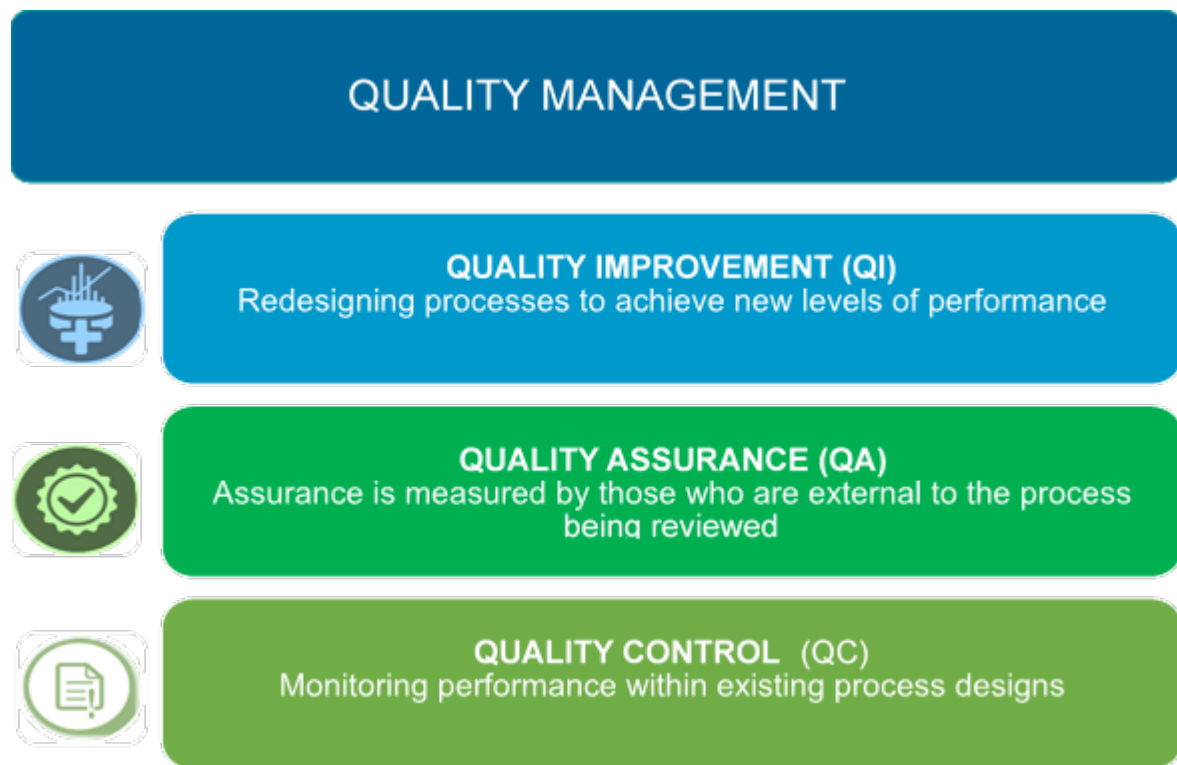 QUALITY MANAGEMENT
QUALITY IMPROVEMENT (QI)
Redesigning processes to achieve new levels of performance
QUALITY ASSURANCE (QA)
Assurance is measured by those who are external to the process
being reviewed
QUALITY CONTROL (QC)
Monitoring performance within existing process designs